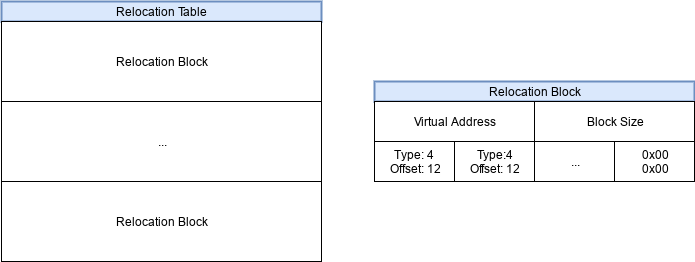 Relocation Table
Relocation Block
...
Relocation Block
Relocation Block
Virtual Address
Block Size
Type: 4
Offset: 12
Type:4
Offset: 12
...
0x00
0x00